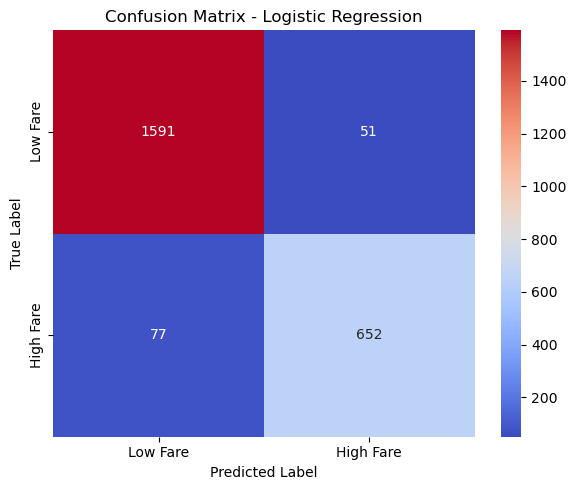 Confusion Matrix - Logistic Regression
True Label
Low Fare
High Fare
1591
51
77
652
Low Fare
High Fare
Predicted Label
1400
1200
1000
800
600
400
200